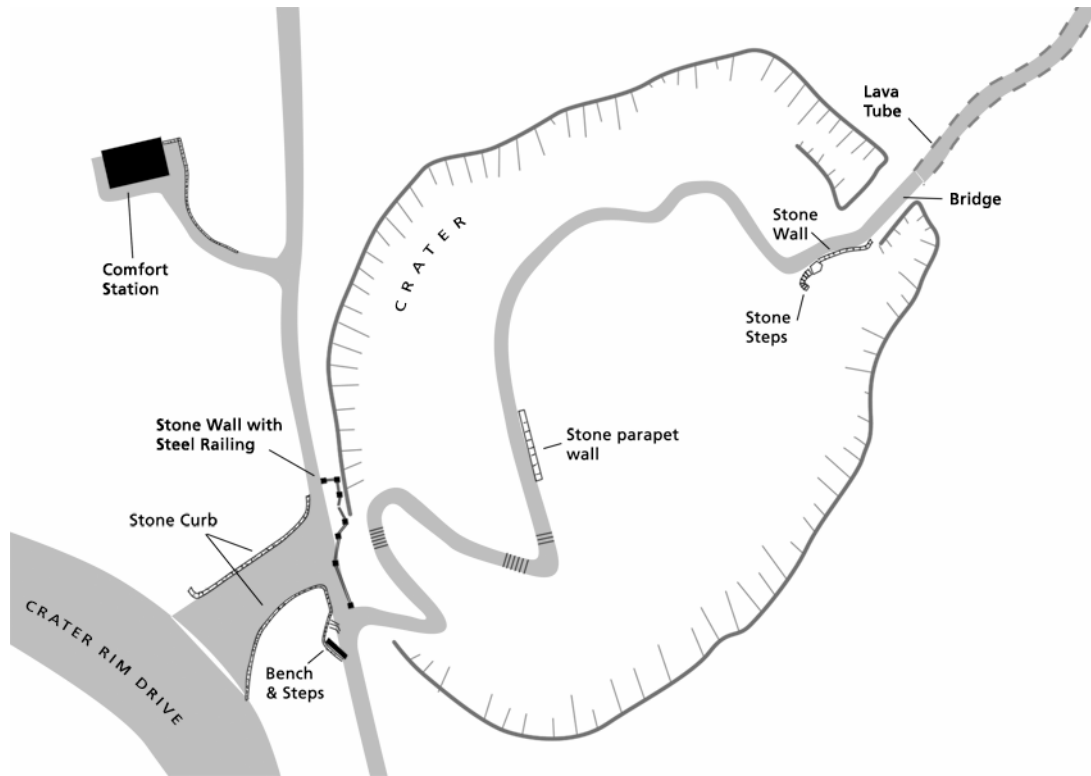 Lava
Tube
Bridge
Stone
Wall
CRATER
Comfort
Station
Stone
Steps
Stone Wall with
Steel Railing
Stone parapet
wall
Stone Curb
CRATER RIM DRIVE
Bench
& Steps